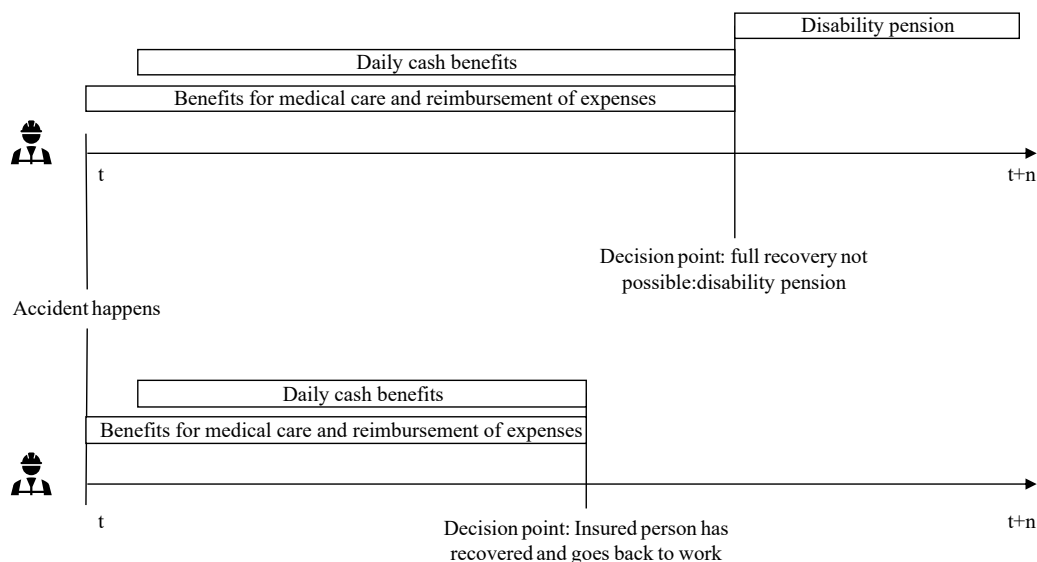 Disability pension
Daily cash benefits
Benefits for medical care and reimbursement of expenses
t
t+n
Decision point: full recovery not
possible:disability pension
Accident happens
Daily cash benefits
Benefits for medical care and reimbursement of expenses
t
t+n
Decision point: Insured person has
recovered and goes back to work